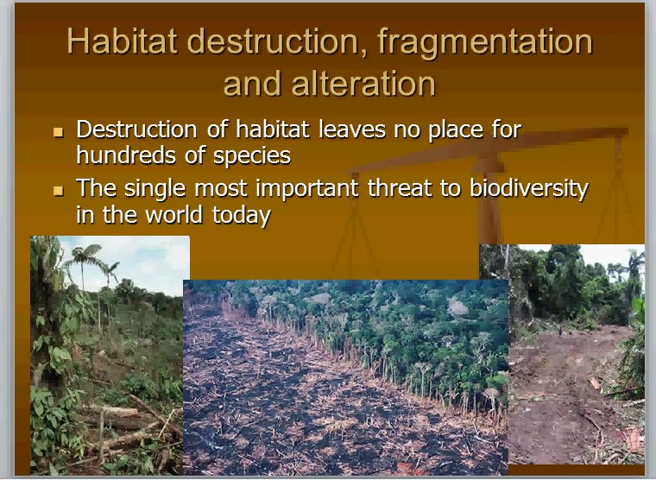 Habitat destruction, fragmentation
and alteration
Destruction of habitat leaves no place for
hundreds of species
The single most important threat to biodiversity
in the world today